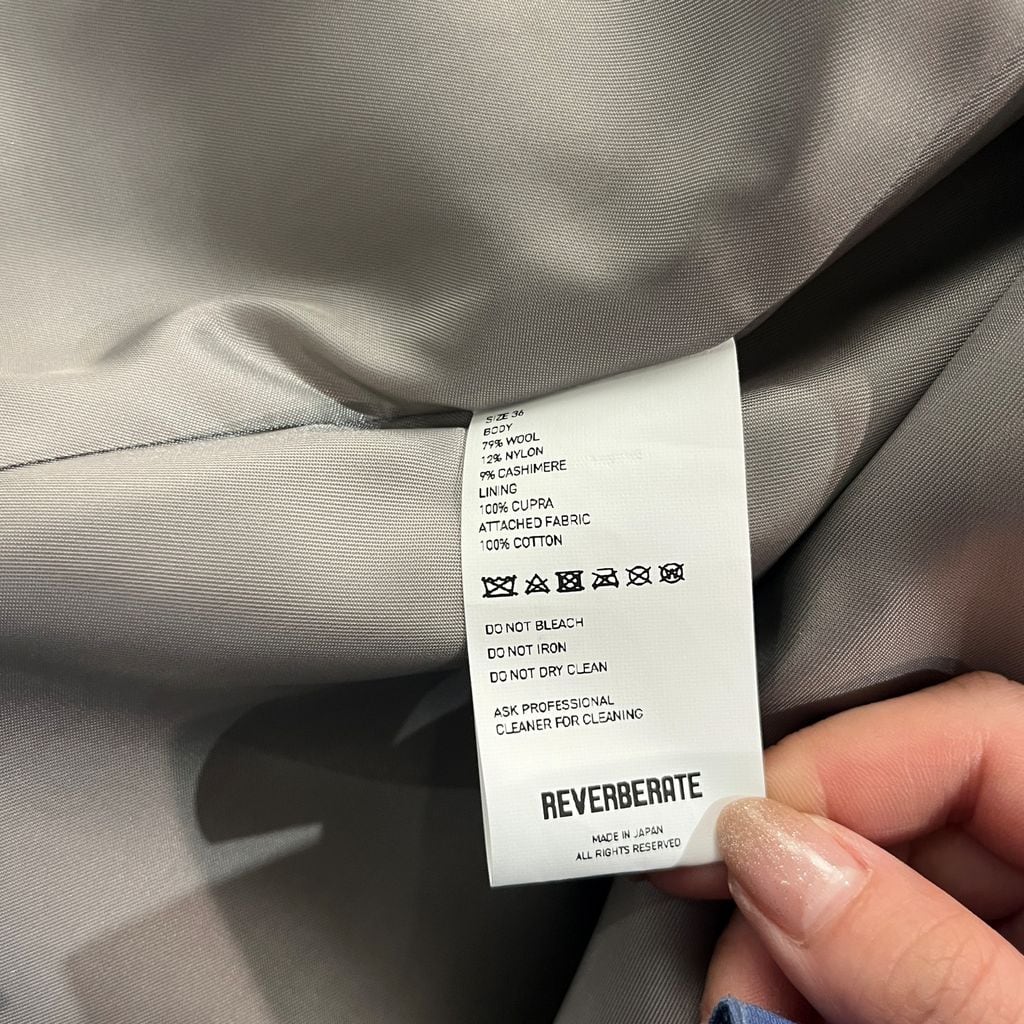 SIZE 36
BODY
79% WOOL
12% NYLON
9% CASHIMERE
LINING
100% CUPRA
ATTACHED FABRIC
100% COTTON
W
DO NOT BLEACH
DO NOT IRON
DO NOT DRY CLEAN
ASK PROFESSIONAL
CLEANER FOR CLEANING
REVERBERATE
MADE IN JAPAN
ALL RIGHTS RESERVED